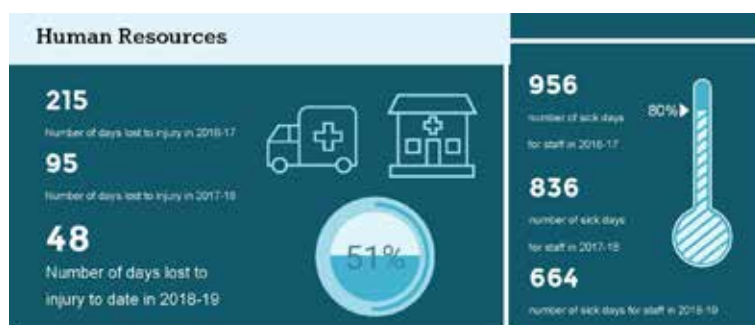 Human Resources
215
Number of days lost to injury in 2016-17
95
Number of days lost to injury in 2017-18
48
Number of days lost to
injury to date in 2018-19
51%
956
number of sick days
for staff in 2016-17
80%
836
number of sick days
for staff in 2017-18
664
number of sick days for staff in 2018-19